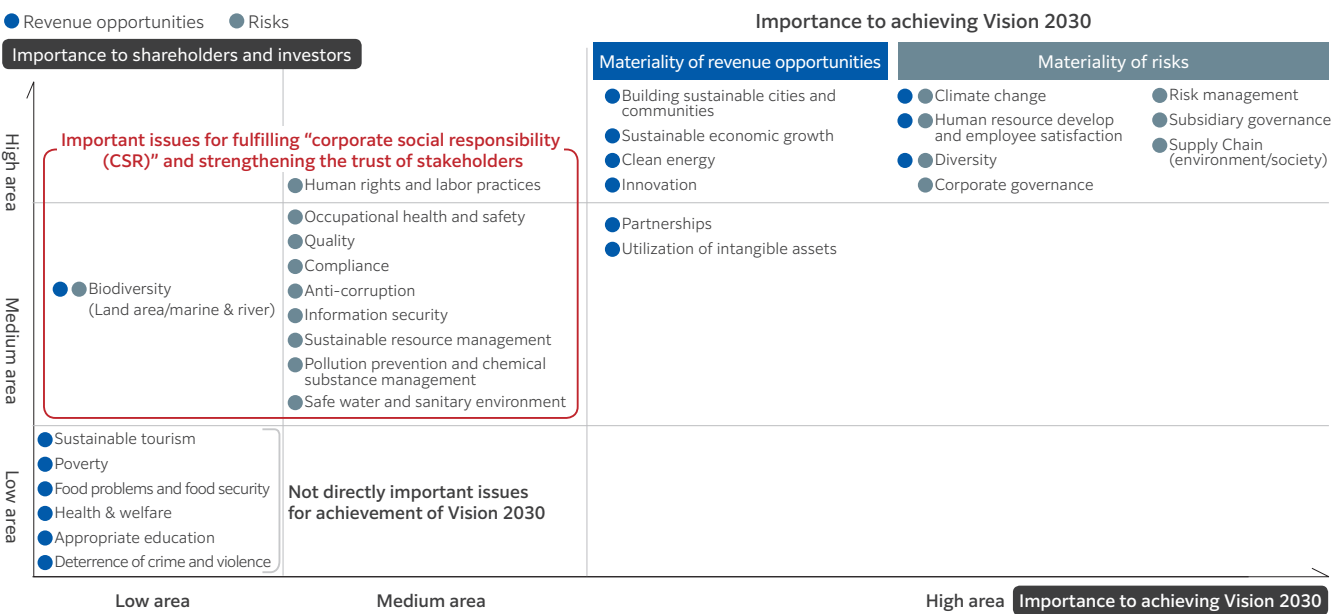 Revenue opportunities
Risks
Importance to achieving Vision 2030
Importance to shareholders and investors
Materiality of revenue opportunities
Materiality of risks
High area
Medium area
Low area
Important issues for fulfilling “corporate social responsibility
(CSR)” and strengthening the trust of stakeholders
Human rights and labor practices
Building sustainable cities and
communities
Sustainable economic growth
Clean energy
Innovation
Climate change
Human resource develop
and employee satisfaction
Diversity
Corporate governance
Risk management
Subsidiary governance
Supply Chain
(environment/society)
Biodiversity
(Land area/marine & river)
Occupational health and safety
Quality
Compliance
Anti-corruption
Information security
Sustainable resource management
Pollution prevention and chemical
substance management
Safe water and sanitary environment
Partnerships
Utilization of intangible assets
Sustainable tourism
Poverty
Food problems and food security
Health & welfare
Appropriate education
Deterrence of crime and violence
Not directly important issues
for achievement of Vision 2030
Low area
Medium area
High area
Importance to achieving Vision 2030